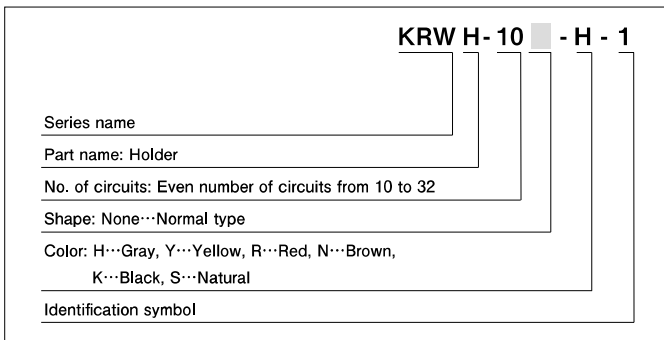 KRW H - 10 - H - 1
Series name
Part name: Holder
No. of circuits: Even number of circuits from 10 to 32
Shape: None⋯Normal type
Color: H⋯Gray, Y⋯Yellow, R⋯Red, N⋯Brown,
K⋯Black, S⋯Natural
Identification symbol